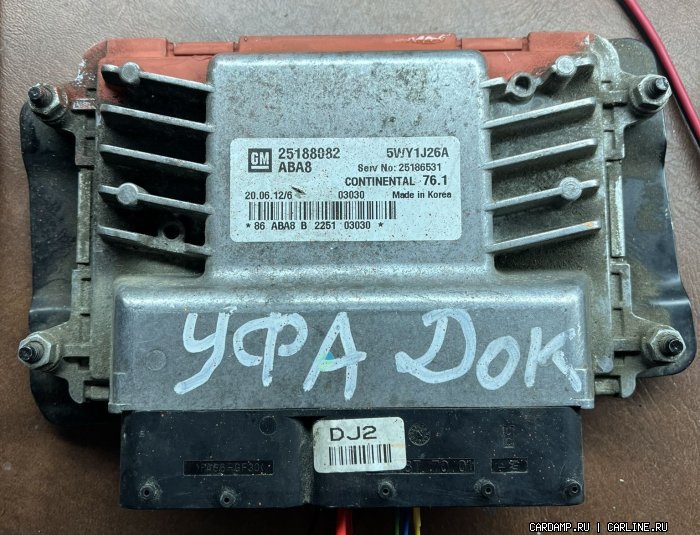 GM 25188082 5WY1J26A
ABA8 Serv No: 25186531
CONTINENTAL 76.1
20.06.12/6 03030 Made in Korea
* 86 ABA8 B 2251 03030 *
УФА ДОК
DJ2
CARDAMP.RU | CARLINE.RU